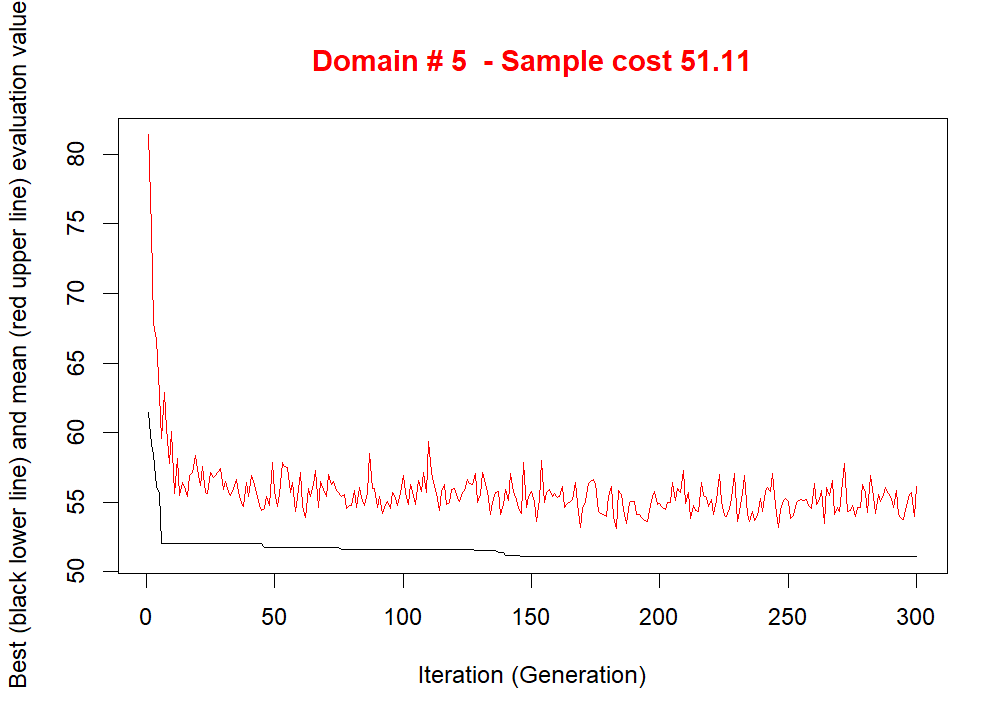 Domain # 5 - Sample cost 51.11
Best (black lower line) and mean (red upper line) evaluation value
80
75
70
65
60
55
50
0 50 100 150 200 250 300
Iteration (Generation)